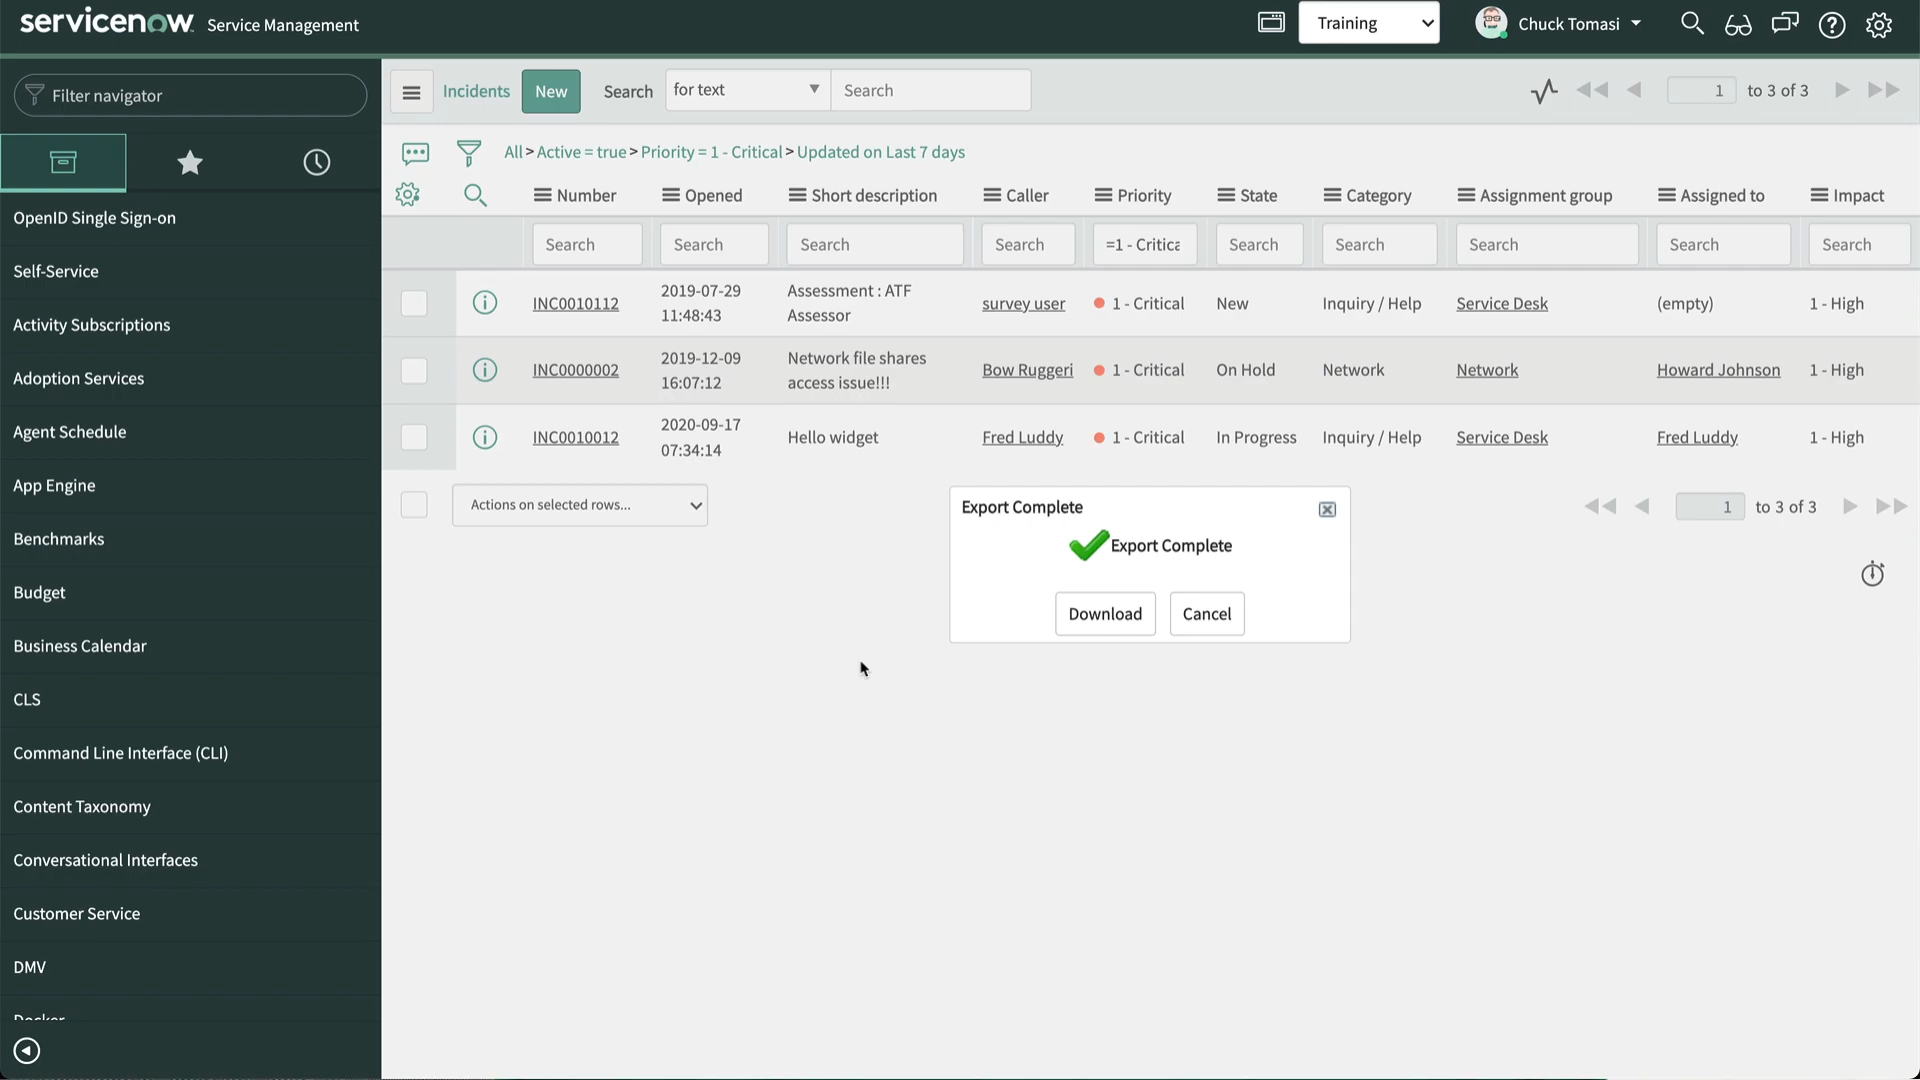 servicenow Service Management
Training
Chuck Tomasi
Filter navigator
OpenID Single Sign-on
Self-Service
Activity Subscriptions
Adoption Services
Agent Schedule
App Engine
Benchmarks
Budget
Business Calendar
CLS
Command Line Interface (CLI)
Content Taxonomy
Conversational Interfaces
Customer Service
DMV
Docker
Incidents New Search for text Search 1 to 3 of 3
All > Active = true > Priority = 1 - Critical > Updated on Last 7 days
Number Opened Short description Caller Priority State Category Assignment group Assigned to Impact
Search Search Search Search =1 - Critica Search Search Search Search Search
INC0010112 2019-07-29 11:48:43 Assessment : ATF Assessor survey user 1 - Critical New Inquiry / Help Service Desk (empty) 1 - High
INC0000002 2019-12-09 16:07:12 Network file shares access issue!!! Bow Ruggeri 1 - Critical On Hold Network Network Howard Johnson 1 - High
INC0010012 2020-09-17 07:34:14 Hello widget Fred Luddy 1 - Critical In Progress Inquiry / Help Service Desk Fred Luddy 1 - High
Actions on selected rows... 1 to 3 of 3
Export Complete
Export Complete
Download Cancel